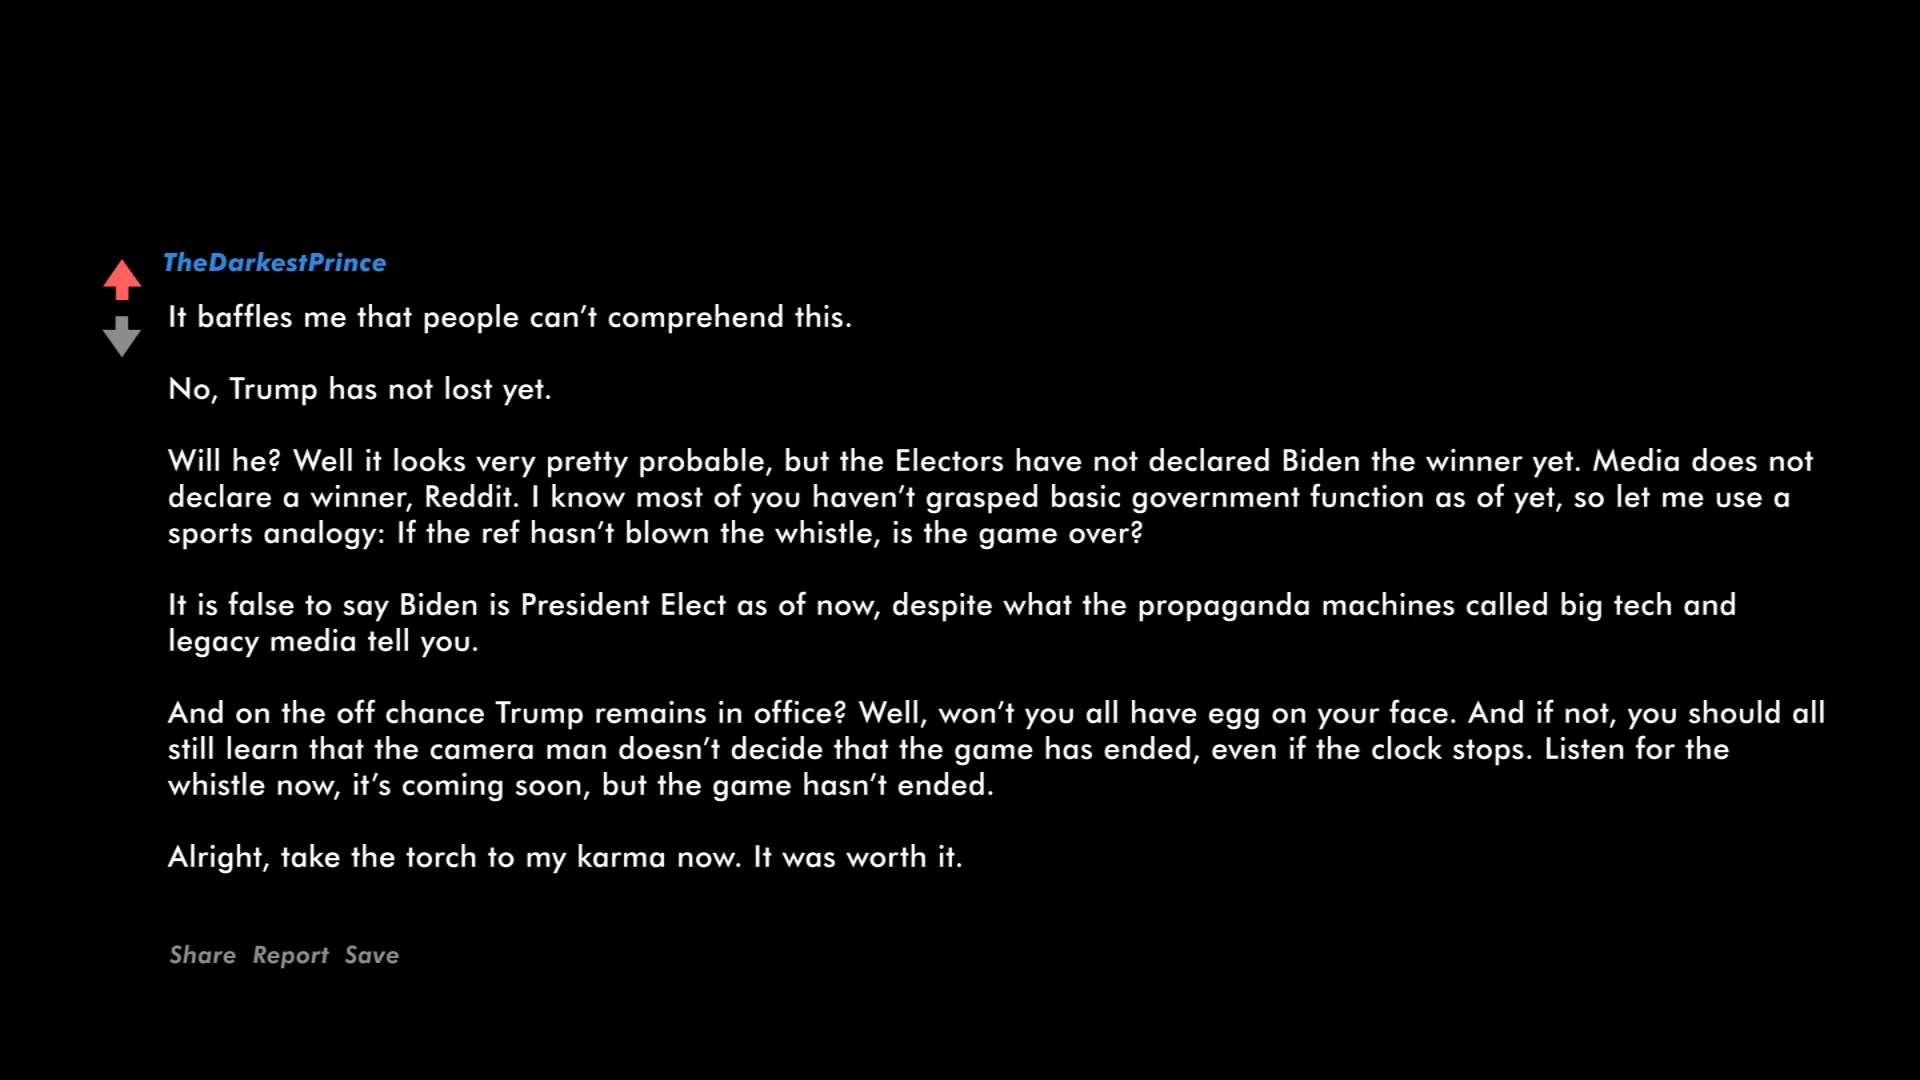 TheDarkestPrince
It baffles me that people can't comprehend this.
No, Trump has not lost yet.
Will he? Well it looks very pretty probable, but the Electors have not declared Biden the winner yet. Media does not
declare a winner, Reddit. I know most of you haven't grasped basic government function as of yet, so let me use a
sports analogy: If the ref hasn't blown the whistle, is the game over?
It is false to say Biden is President Elect as of now, despite what the propaganda machines called big tech and
legacy media tell you.
And on the off chance Trump remains in office? Well, won't you all have egg on your face. And if not, you should all
still learn that the camera man doesn't decide that the game has ended, even if the clock stops. Listen for the
whistle now, it's coming soon, but the game hasn't ended.
Alright, take the torch to my karma now. It was worth it.
Share Report Save